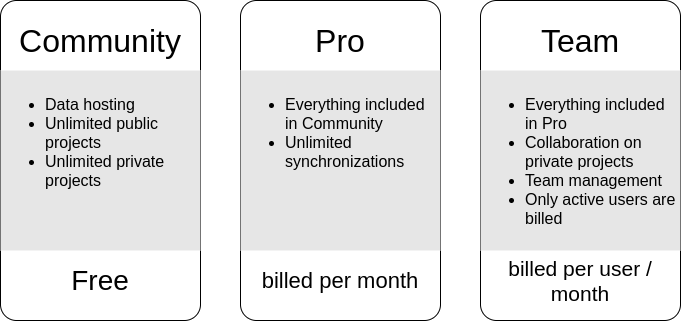 Community
Data hosting
Unlimited public
projects
Unlimited private
projects
Free
Pro
Everything included
in Community
Unlimited
synchronizations
billed per month
Team
Everything included
in Pro
Collaboration on
private projects
Team management
Only active users are
billed
billed per user /
month